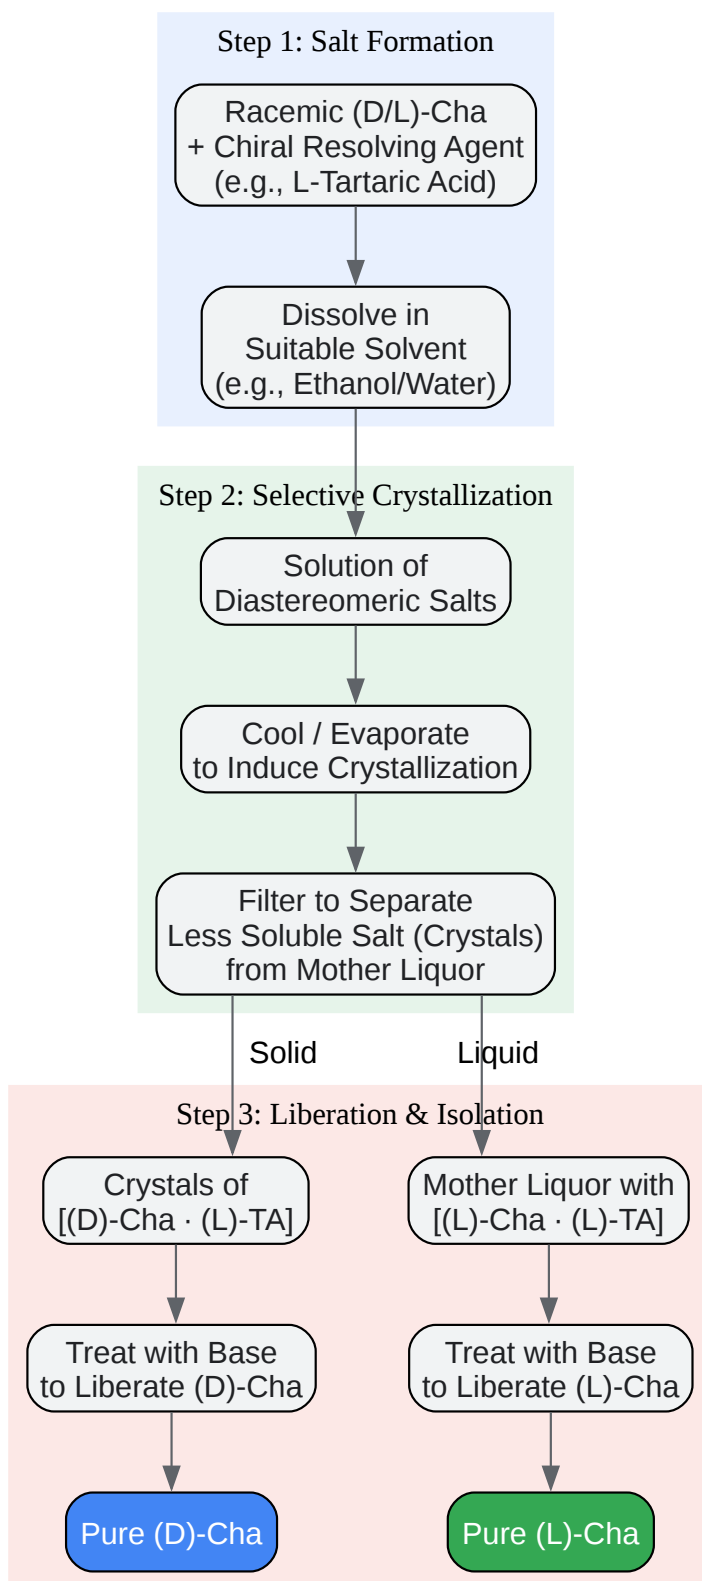 Step 1: Salt Formation
Racemic (D/L)-Cha
+ Chiral Resolving Agent
(e.g., L-Tartaric Acid)
Dissolve in
Suitable Solvent
(e.g., Ethanol/Water)
Step 2: Selective Crystallization
Solution of
Diastereomeric Salts
Cool / Evaporate
to Induce Crystallization
Filter to Separate
Less Soluble Salt (Crystals)
from Mother Liquor
Solid
Liquid
Step 3: Liberation & Isolation
Crystals of
[(D)-Cha · (L)-TA]
Mother Liquor with
[(L)-Cha · (L)-TA]
Treat with Base
to Liberate (D)-Cha
Treat with Base
to Liberate (L)-Cha
Pure (D)-Cha
Pure (L)-Cha